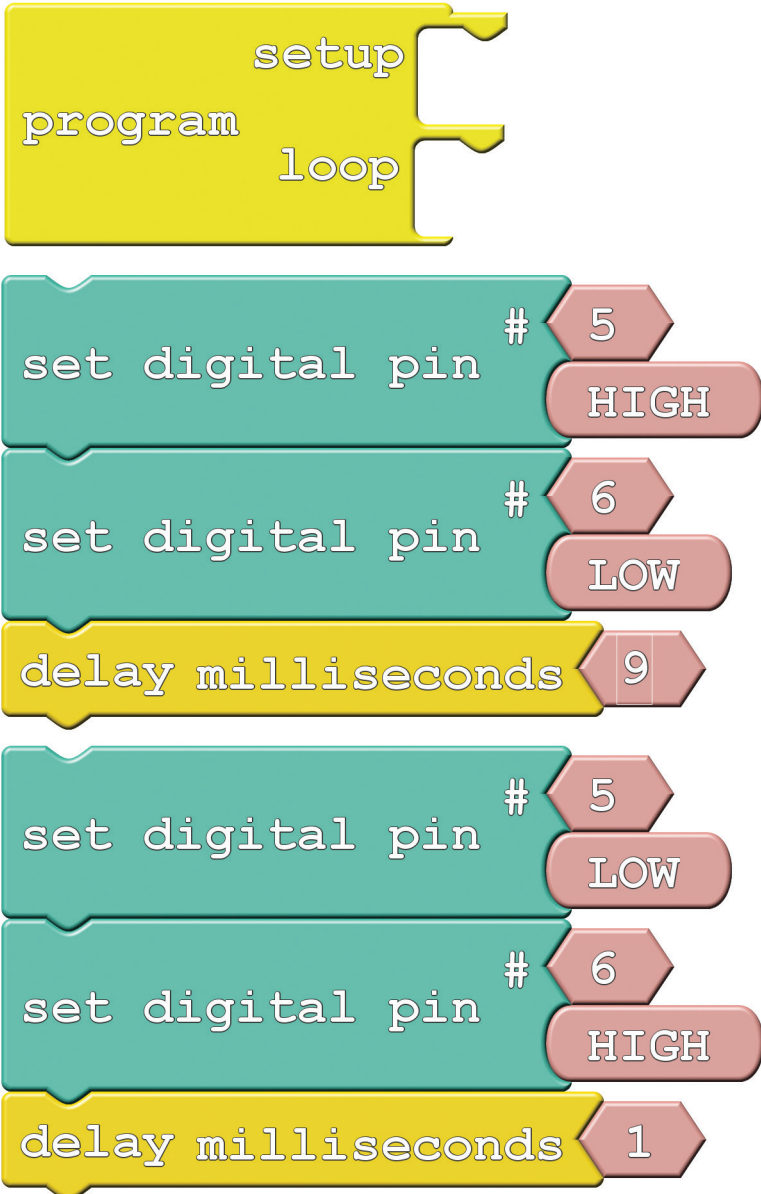 setup
program
loop
# 5
set digital pin
HIGH
# 6
set digital pin
LOW
delay milliseconds 9
# 5
set digital pin
LOW
# 6
set digital pin
HIGH
delay milliseconds 1